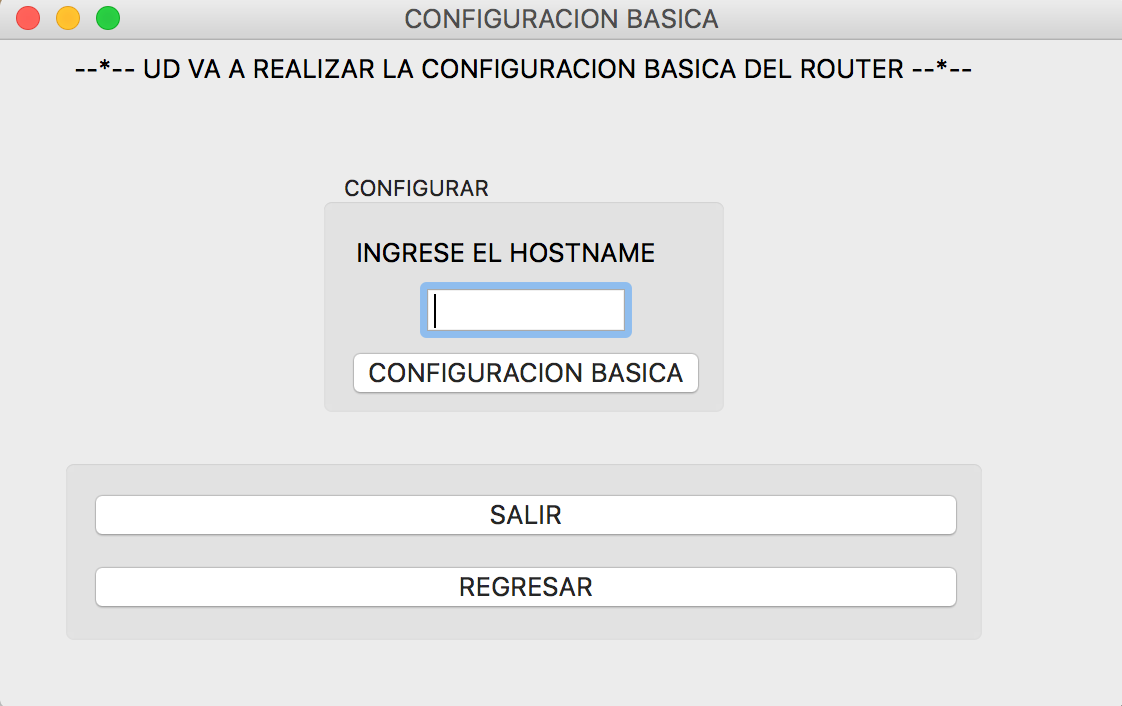 CONFIGURACION BASICA
--*-- UD VA A REALIZAR LA CONFIGURACION BASICA DEL ROUTER --*--
CONFIGURAR
INGRESE EL HOSTNAME
CONFIGURACION BASICA
SALIR
REGRESAR